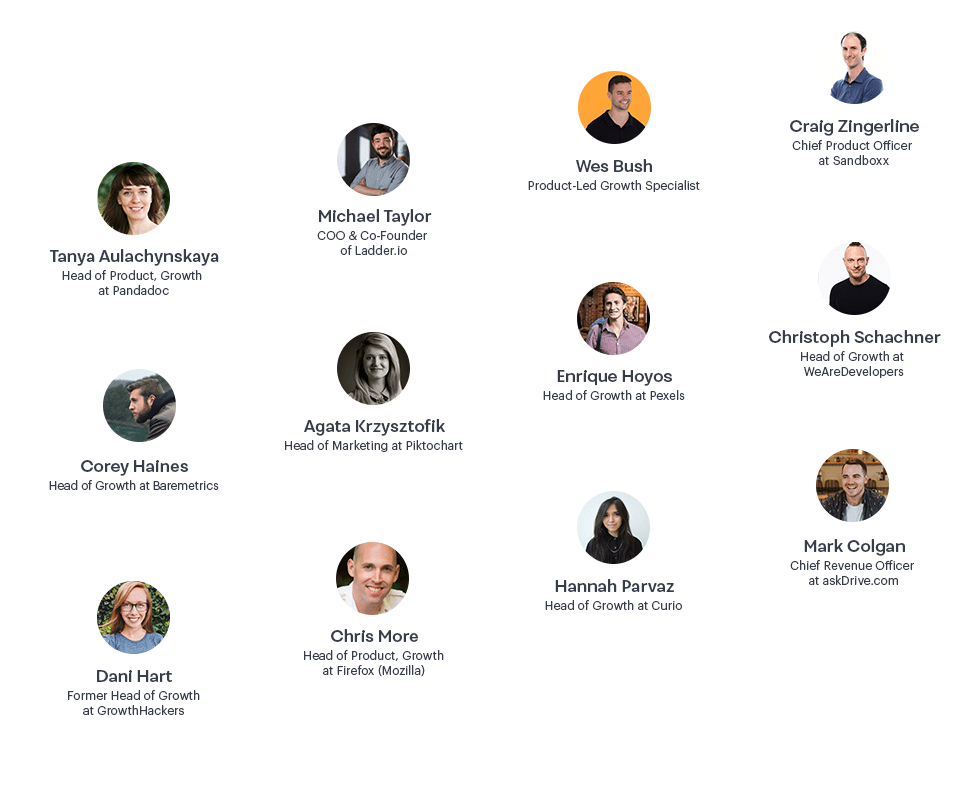 Tanya Aulachynskaya
Head of Product, Growth
at Pandadoc
Corey Haines
Head of Growth at Baremetrics
Dani Hart
Former Head of Growth
at GrowthHackers
Michael Taylor
COO & Co-Founder
of Ladder.io
Agata Krzysztofik
Head of Marketing at Piktochart
Chris More
Head of Product, Growth
at Firefox (Mozilla)
Wes Bush
Product-Led Growth Specialist
Enrique Hoyos
Head of Growth at Pexels
Hannah Parvaz
Head of Growth at Curio
Craig Zingerline
Chief Product Officer
at Sandboxx
Christoph Schachner
Head of Growth at
WeAreDevelopers
Mark Colgan
Chief Revenue Officer
at askDrive.com